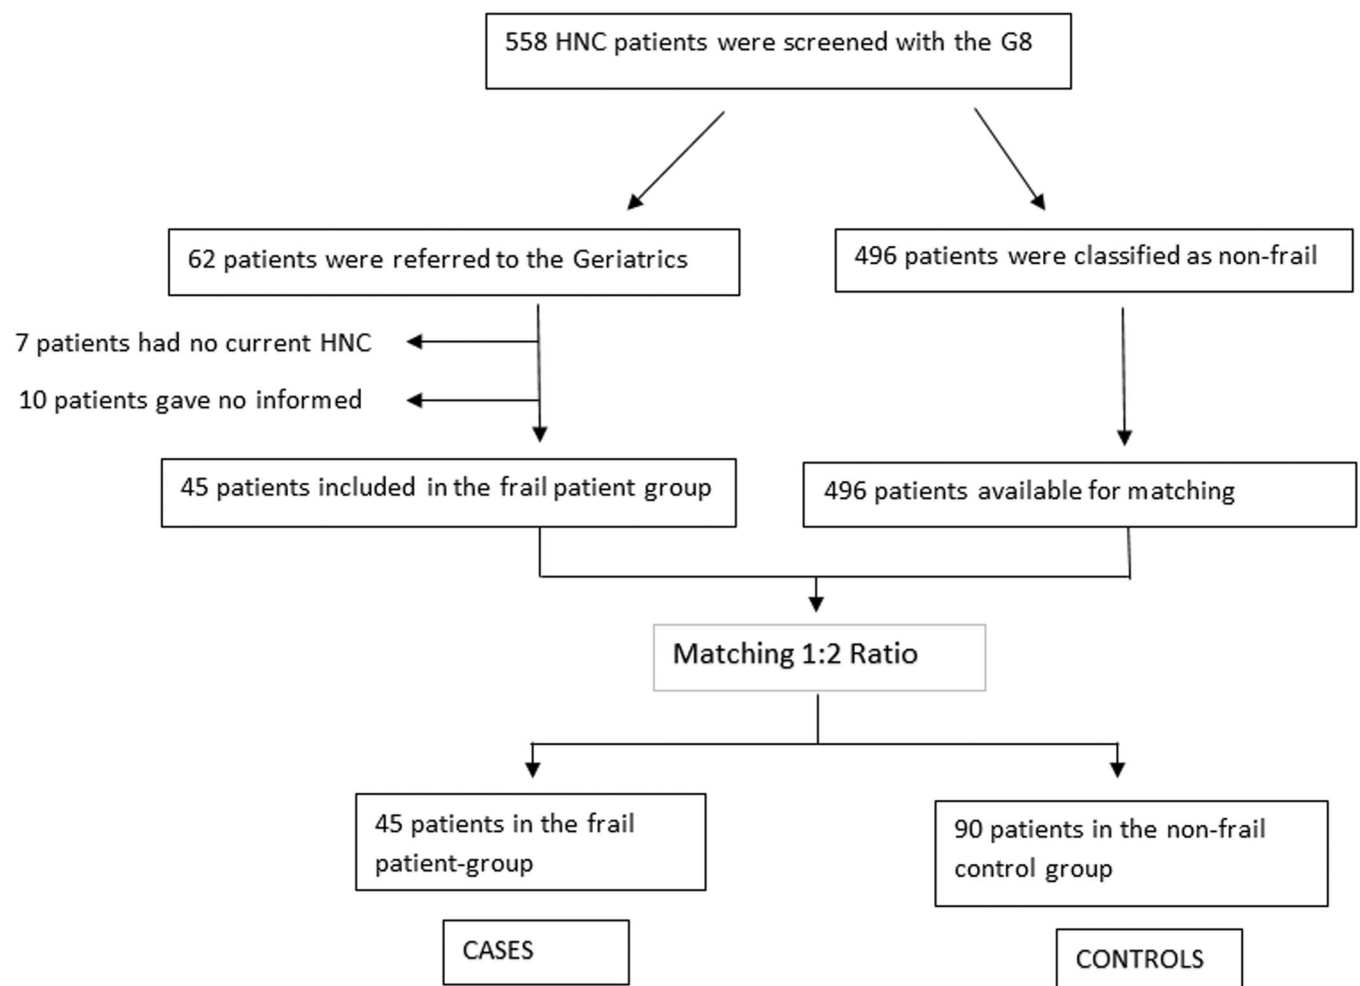 558 HNC patients were screened with the G8
62 patients were referred to the Geriatrics
496 patients were classified as non-frail
7 patients had no current HNC
10 patients gave no informed
45 patients included in the frail patient group
496 patients available for matching
Matching 1:2 Ratio
45 patients in the frail
patient-group
90 patients in the non-frail
control group
CASES
CONTROLS